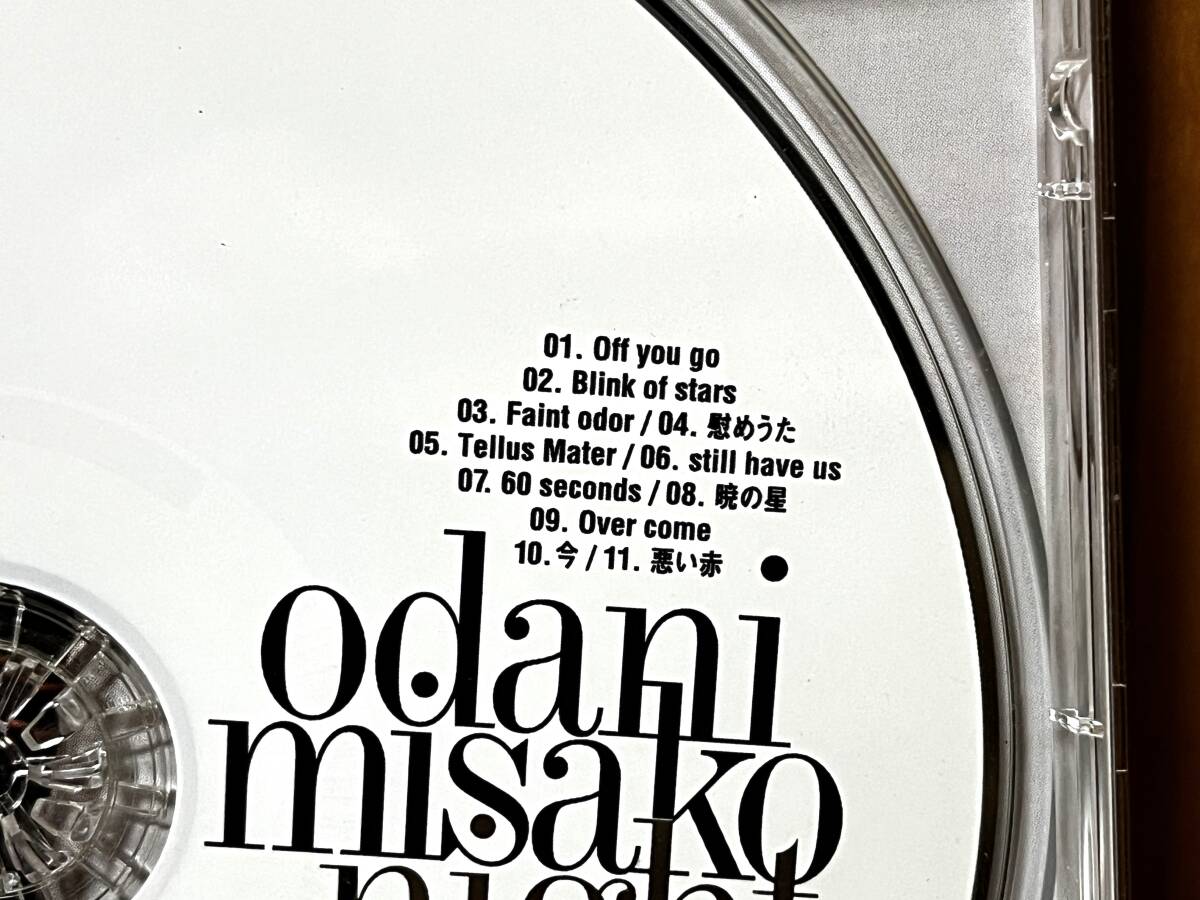 01. Off you go
02. Blink of stars
03. Faint odor / 04. 慰めうた
05. Tellus Mater / 06. still have us
07. 60 seconds / 08. 暁の星
09. Over come
10. 今 / 11. 悪い赤
odani
misako
night